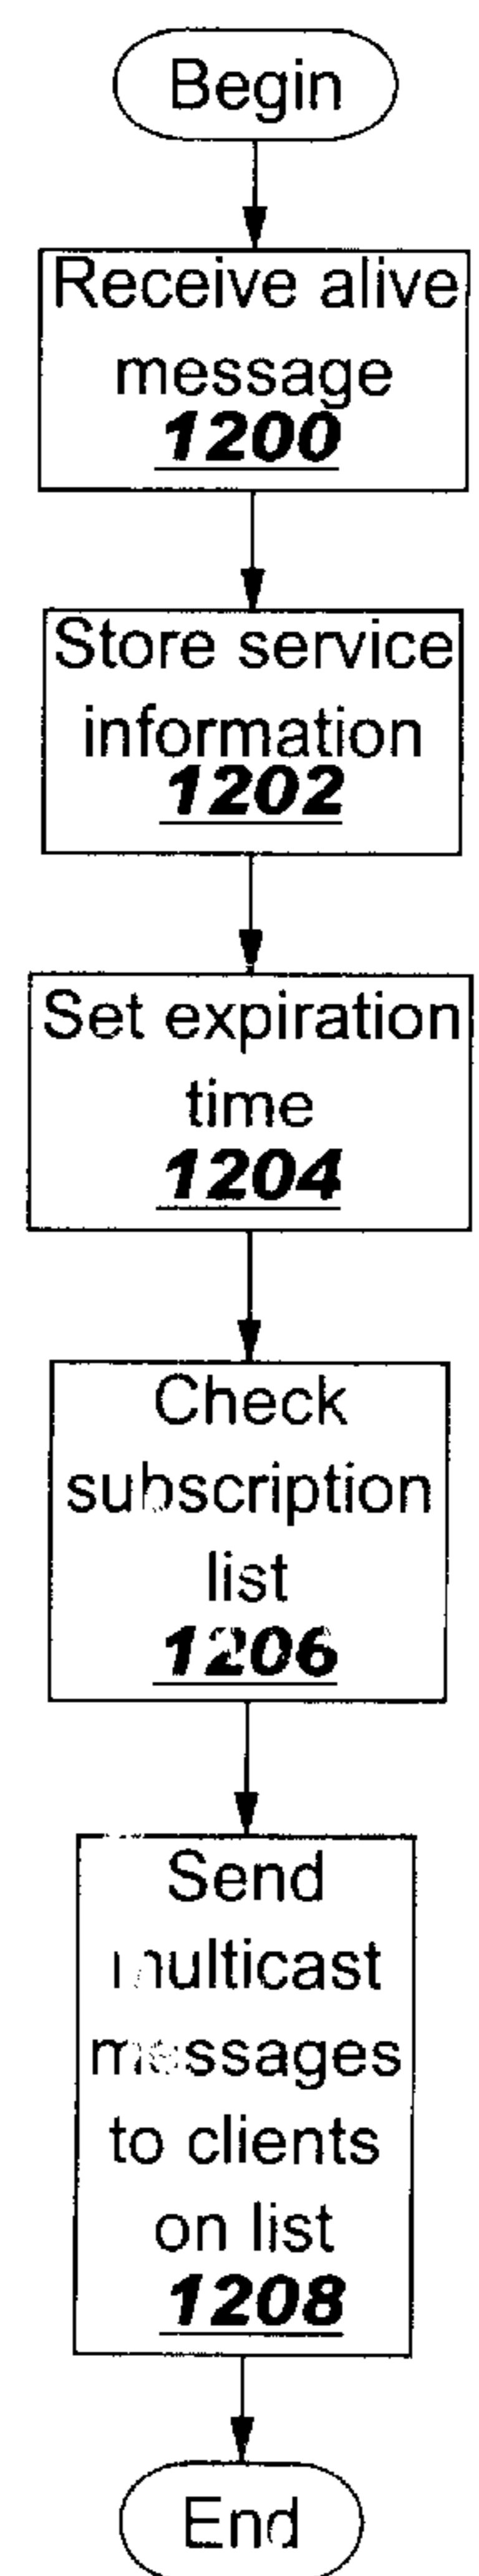 Begin
Receive alive
message
1200
Store service
information
1202
Set expiration
time
1204
Check
subscription
list
1206
Send
multicast
messages
to clients
on list
1208
End